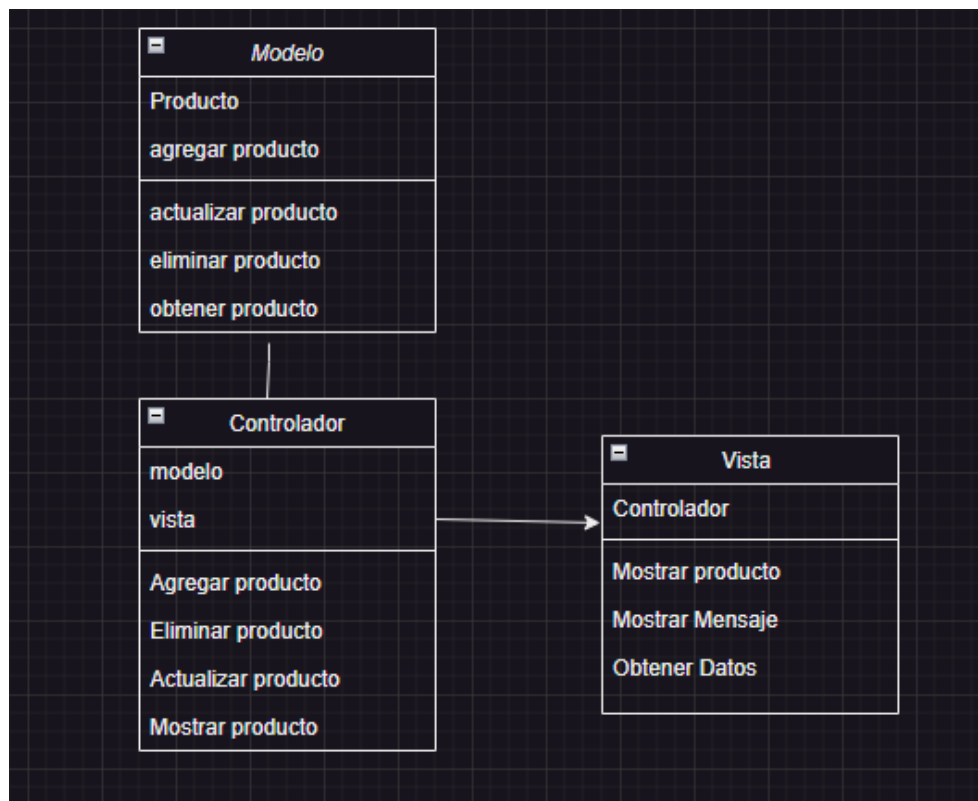 Modelo
Producto
agregar producto
actualizar producto
eliminar producto
obtener producto
Controlador
modelo
vista
Agregar producto
Eliminar producto
Actualizar producto
Mostrar producto
Vista
Controlador
Mostrar producto
Mostrar Mensaje
Obtener Datos